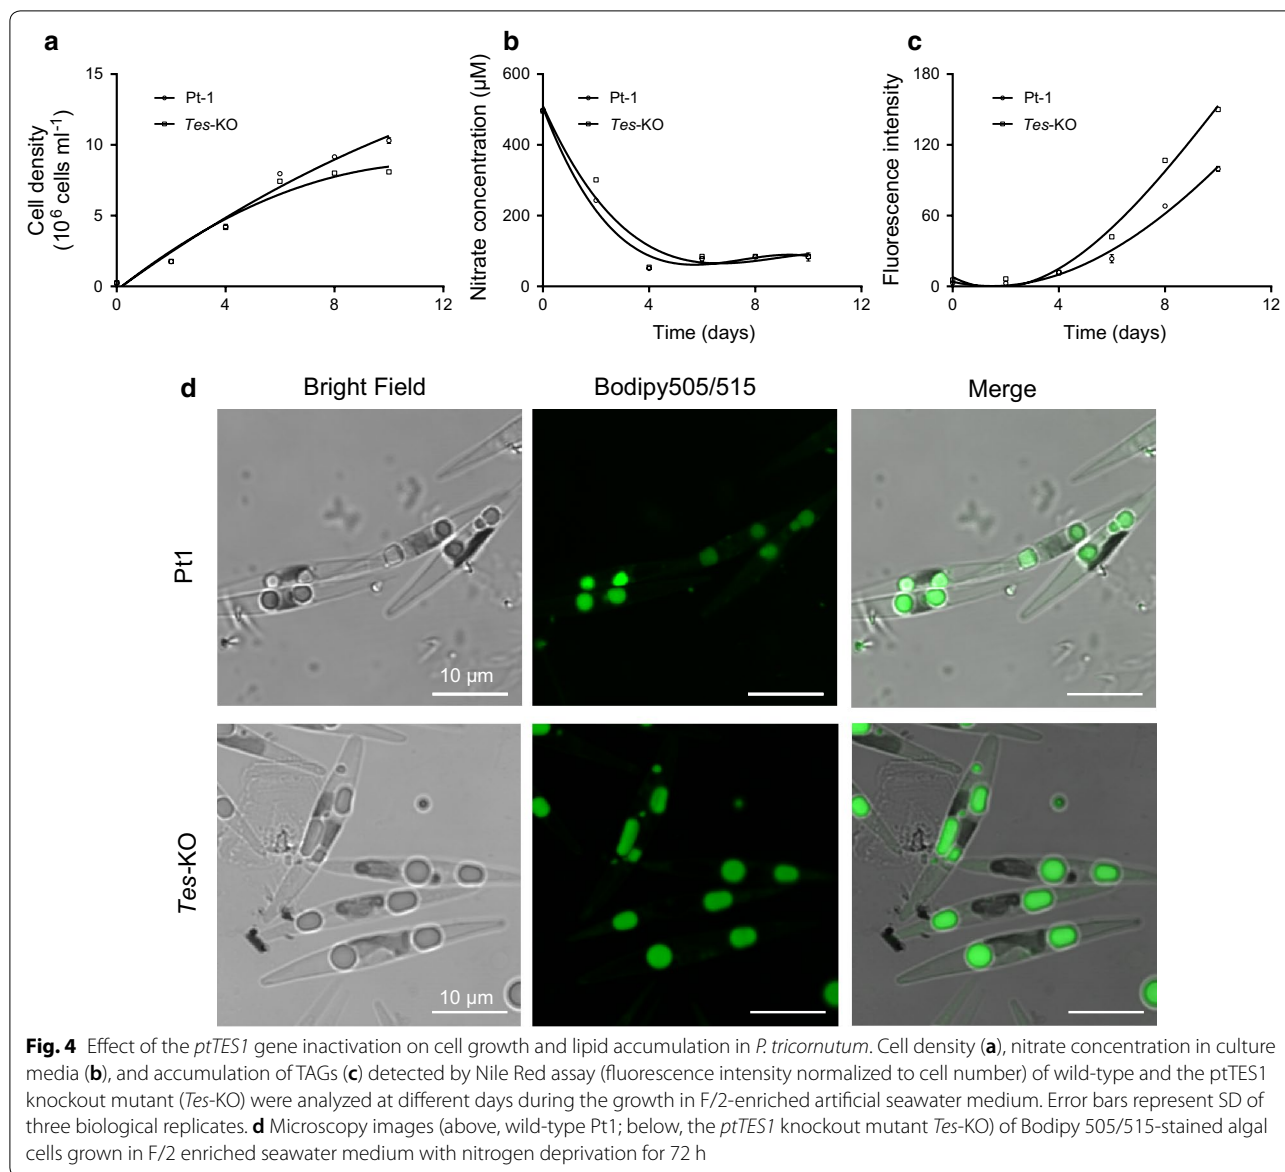 a
15
10
5
0
0
4
8
12
Cell density
(10⁶ cells ml⁻¹)
Pt-1
Tes-KO
b
600
400
200
0
0
4
8
12
Nitrate concentration (µM)
Time (days)
Pt-1
Tes-KO
c
180
120
60
0
0
4
8
12
Fluorescence intensity
Time (days)
Pt-1
Tes-KO
d
Bright Field
Bodipy505/515
Merge
Pt1
10 µm
Tes-KO
10 µm
Fig. 4 Effect of the ptTES1 gene inactivation on cell growth and lipid accumulation in P. tricornutum. Cell density (a), nitrate concentration in culture
media (b), and accumulation of TAGs (c) detected by Nile Red assay (fluorescence intensity normalized to cell number) of wild-type and the ptTES1
knockout mutant (Tes-KO) were analyzed at different days during the growth in F/2-enriched artificial seawater medium. Error bars represent SD of
three biological replicates. d Microscopy images (above, wild-type Pt1; below, the ptTES1 knockout mutant Tes-KO) of Bodipy 505/515-stained algal
cells grown in F/2 enriched seawater medium with nitrogen deprivation for 72 h